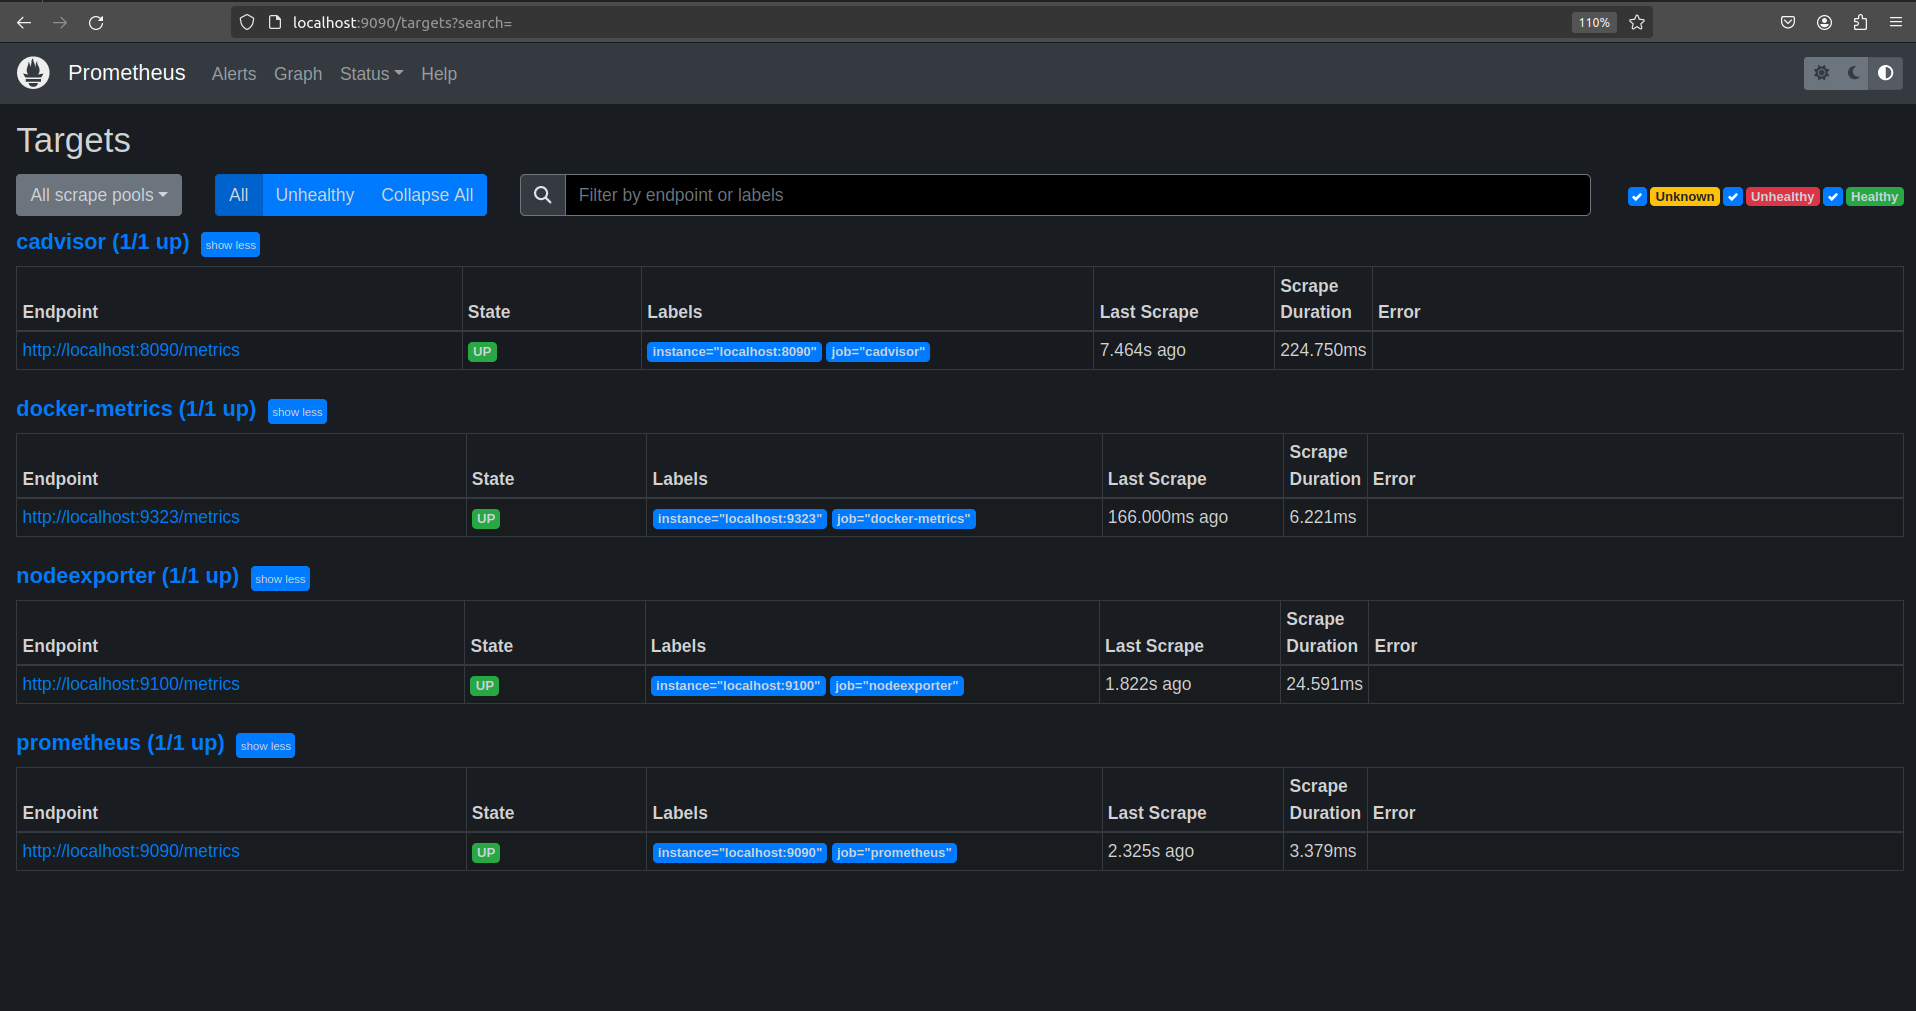 localhost:9090/targets?search=
110%
Prometheus Alerts Graph Status Help
Targets
All scrape pools All Unhealthy Collapse All Filter by endpoint or labels Unknown Unhealthy Healthy
cadvisor (1/1 up) show less
Endpoint State Labels Last Scrape Scrape Duration Error
http://localhost:8090/metrics UP instance="localhost:8090" job="cadvisor" 7.464s ago 224.750ms
docker-metrics (1/1 up) show less
Endpoint State Labels Last Scrape Scrape Duration Error
http://localhost:9323/metrics UP instance="localhost:9323" job="docker-metrics" 166.000ms ago 6.221ms
nodeexporter (1/1 up) show less
Endpoint State Labels Last Scrape Scrape Duration Error
http://localhost:9100/metrics UP instance="localhost:9100" job="nodeexporter" 1.822s ago 24.591ms
prometheus (1/1 up) show less
Endpoint State Labels Last Scrape Scrape Duration Error
http://localhost:9090/metrics UP instance="localhost:9090" job="prometheus" 2.325s ago 3.379ms